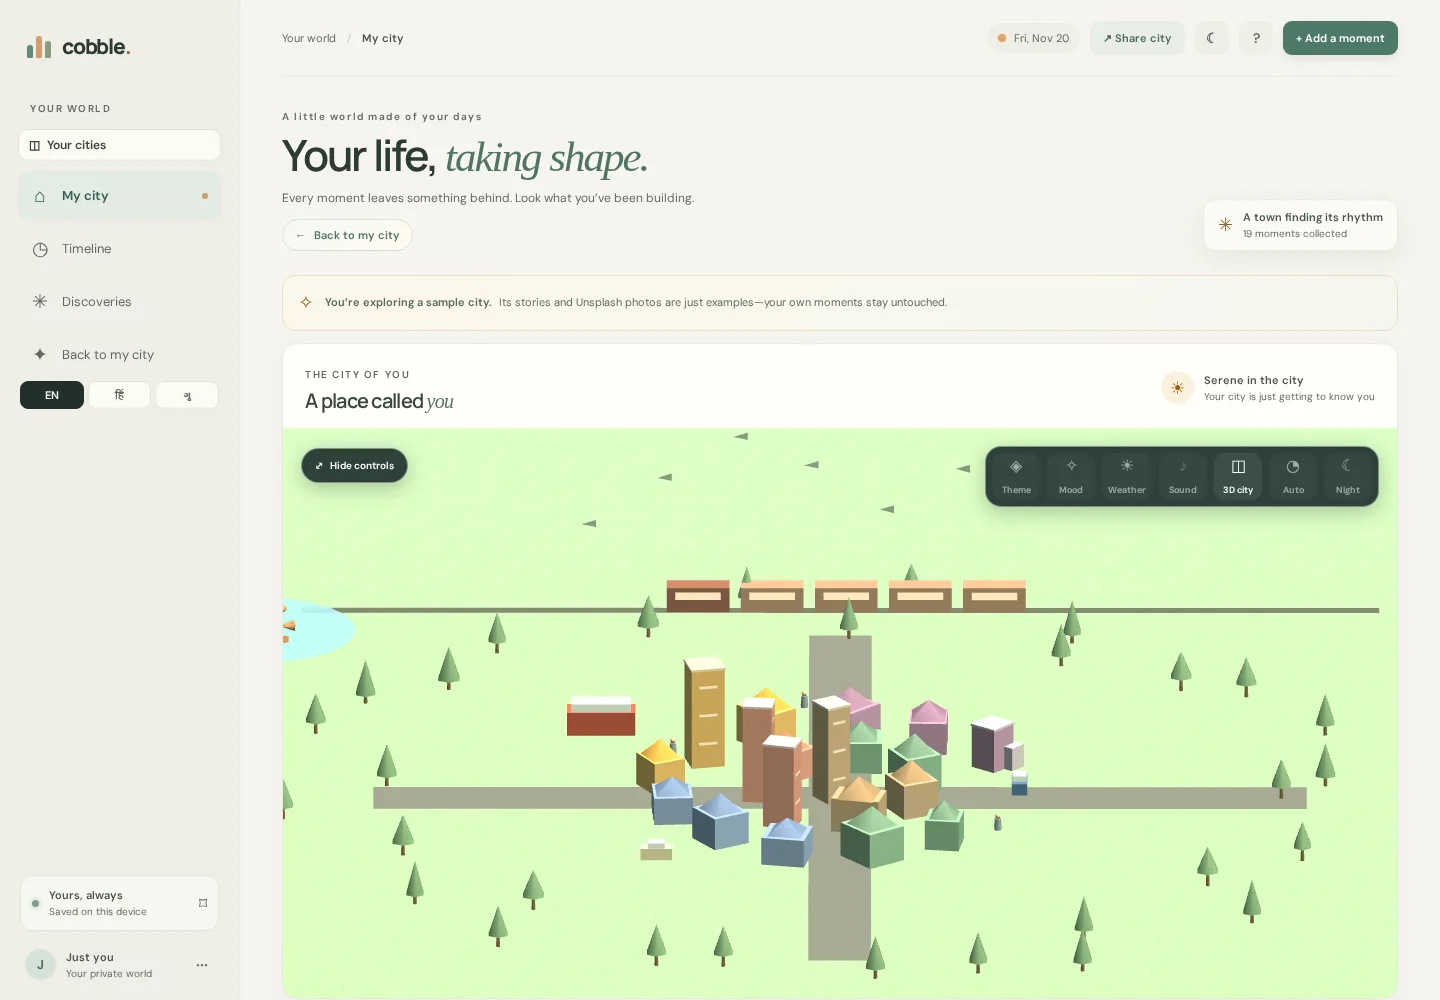 cobble.
YOUR WORLD
Your cities
My city
Timeline
Discoveries
Back to my city
EN
हिं
ગુ
Yours, always
Saved on this device
J
Just you
Your private world
Your world / My city
Fri, Nov 20
↗ Share city
?
+ Add a moment
A little world made of your days
Your life, taking shape.
Every moment leaves something behind. Look what you’ve been building.
← Back to my city
A town finding its rhythm
19 moments collected
You’re exploring a sample city. Its stories and Unsplash photos are just examples—your own moments stay untouched.
THE CITY OF YOU
A place called you
Serene in the city
Your city is just getting to know you
Hide controls
Theme
Mood
Weather
Sound
3D city
Auto
Night